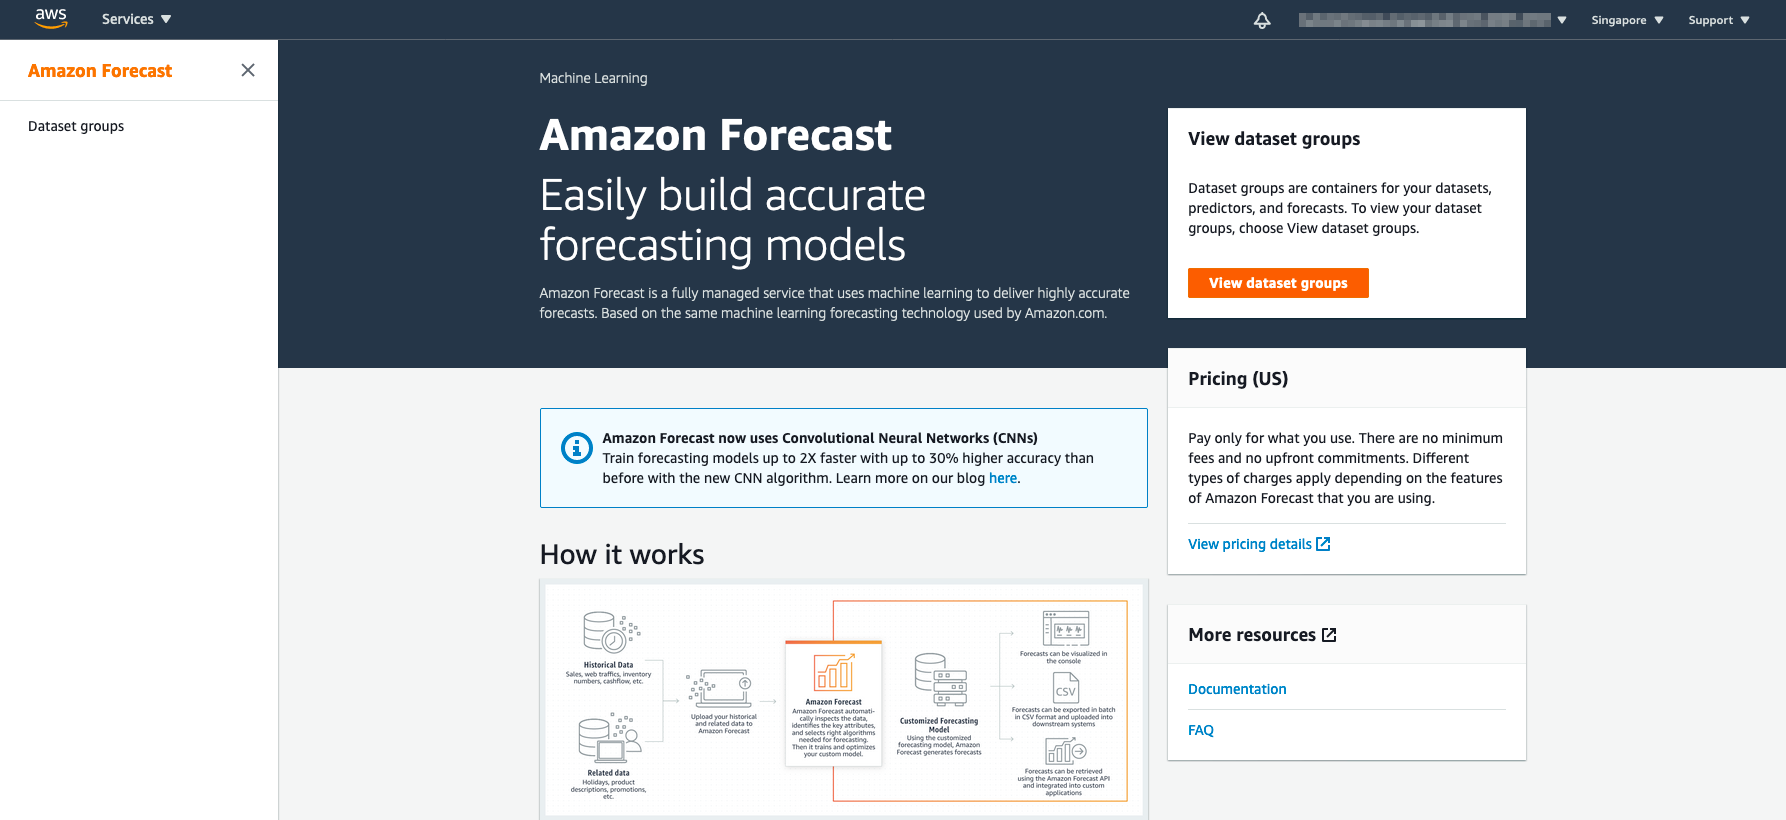 aws
Services
Singapore
Support
Amazon Forecast
Dataset groups
Machine Learning
Amazon Forecast
Easily build accurate
forecasting models
Amazon Forecast is a fully managed service that uses machine learning to deliver highly accurate
forecasts. Based on the same machine learning forecasting technology used by Amazon.com.
View dataset groups
Dataset groups are containers for your datasets,
predictors, and forecasts. To view your dataset
groups, choose View dataset groups.
View dataset groups
Pricing (US)
Pay only for what you use. There are no minimum
fees and no upfront commitments. Different
types of charges apply depending on the features
of Amazon Forecast that you are using.
View pricing details
More resources
Documentation
FAQ
Amazon Forecast now uses Convolutional Neural Networks (CNNs)
Train forecasting models up to 2X faster with up to 30% higher accuracy than
before with the new CNN algorithm. Learn more on our blog here.
How it works
Historical Data
Sales, web traffics, inventory
numbers, cashflow, etc.
Related data
Holidays, product
descriptions, promotions,
etc.
Upload your historical
and related data to
Amazon Forecast
Amazon Forecast
Amazon Forecast automati-
cally inspects the data,
identifies the key attributes,
and selects right algorithms
needed for forecasting.
Then it trains and optimizes
your custom model.
Customized Forecasting
Model
Using the customized
forecasting model, Amazon
Forecast generates forecasts
Forecasts can be visualized in
the console
CSV
Forecasts can be exported in batch
in CSV format and uploaded into
downstream systems
Forecasts can be retrieved
using the Amazon Forecast API
and integrated into custom
applications